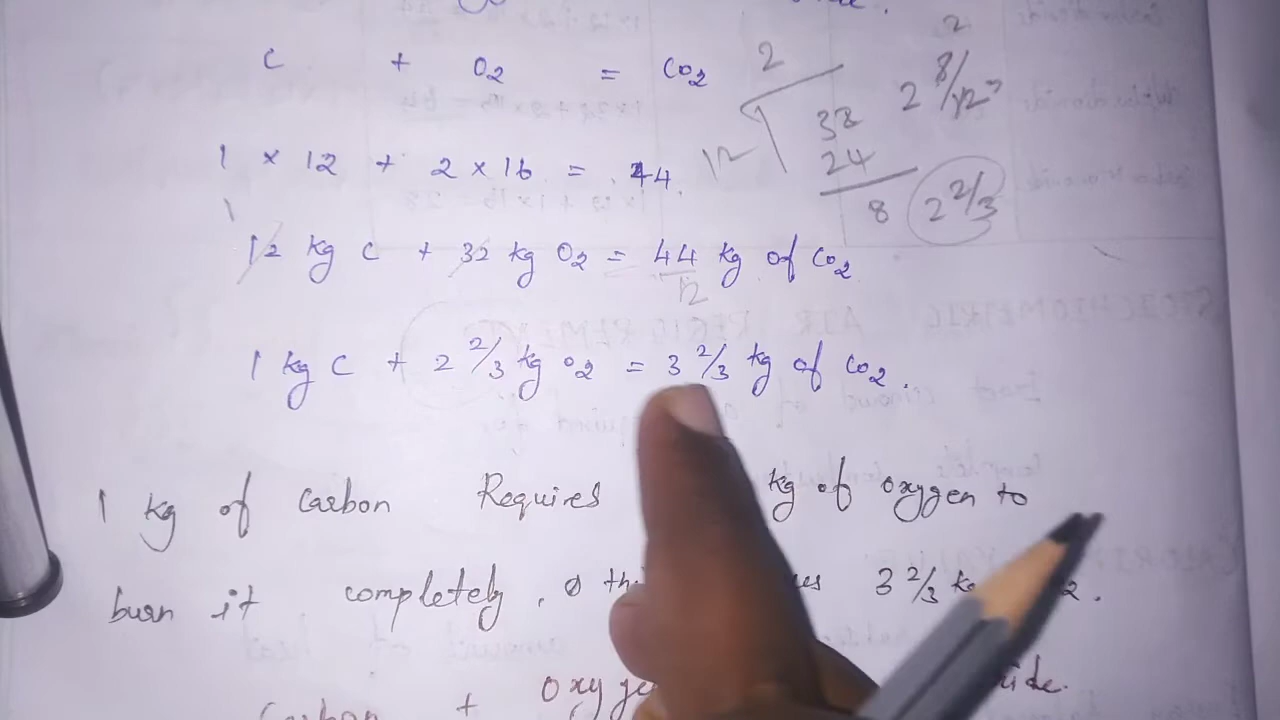 C + O2 = CO2
1 × 12 + 2 × 16 = 44
12 kg C + 32 kg O2 = 44 kg of CO2
12
1 kg C + 2 2/3 kg O2 = 3 2/3 kg of CO2.
2
12 32
24
8
2
2 8/12
2 2/3
1 kg of carbon Requires kg of oxygen to
burn it completely, 3 2/3
Carbon + Oxyge